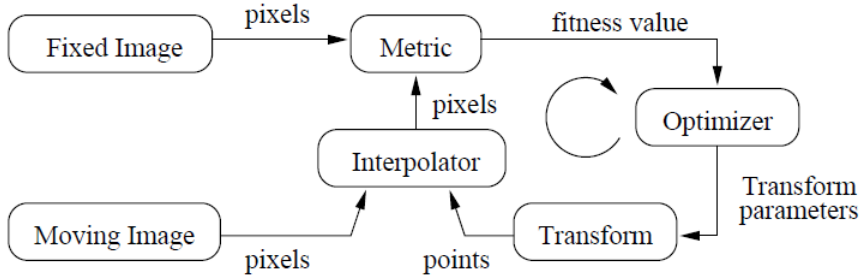 pixels
fitness value
Fixed Image
Metric
pixels
Optimizer
Interpolator
Transform
parameters
Moving Image
Transform
pixels
points